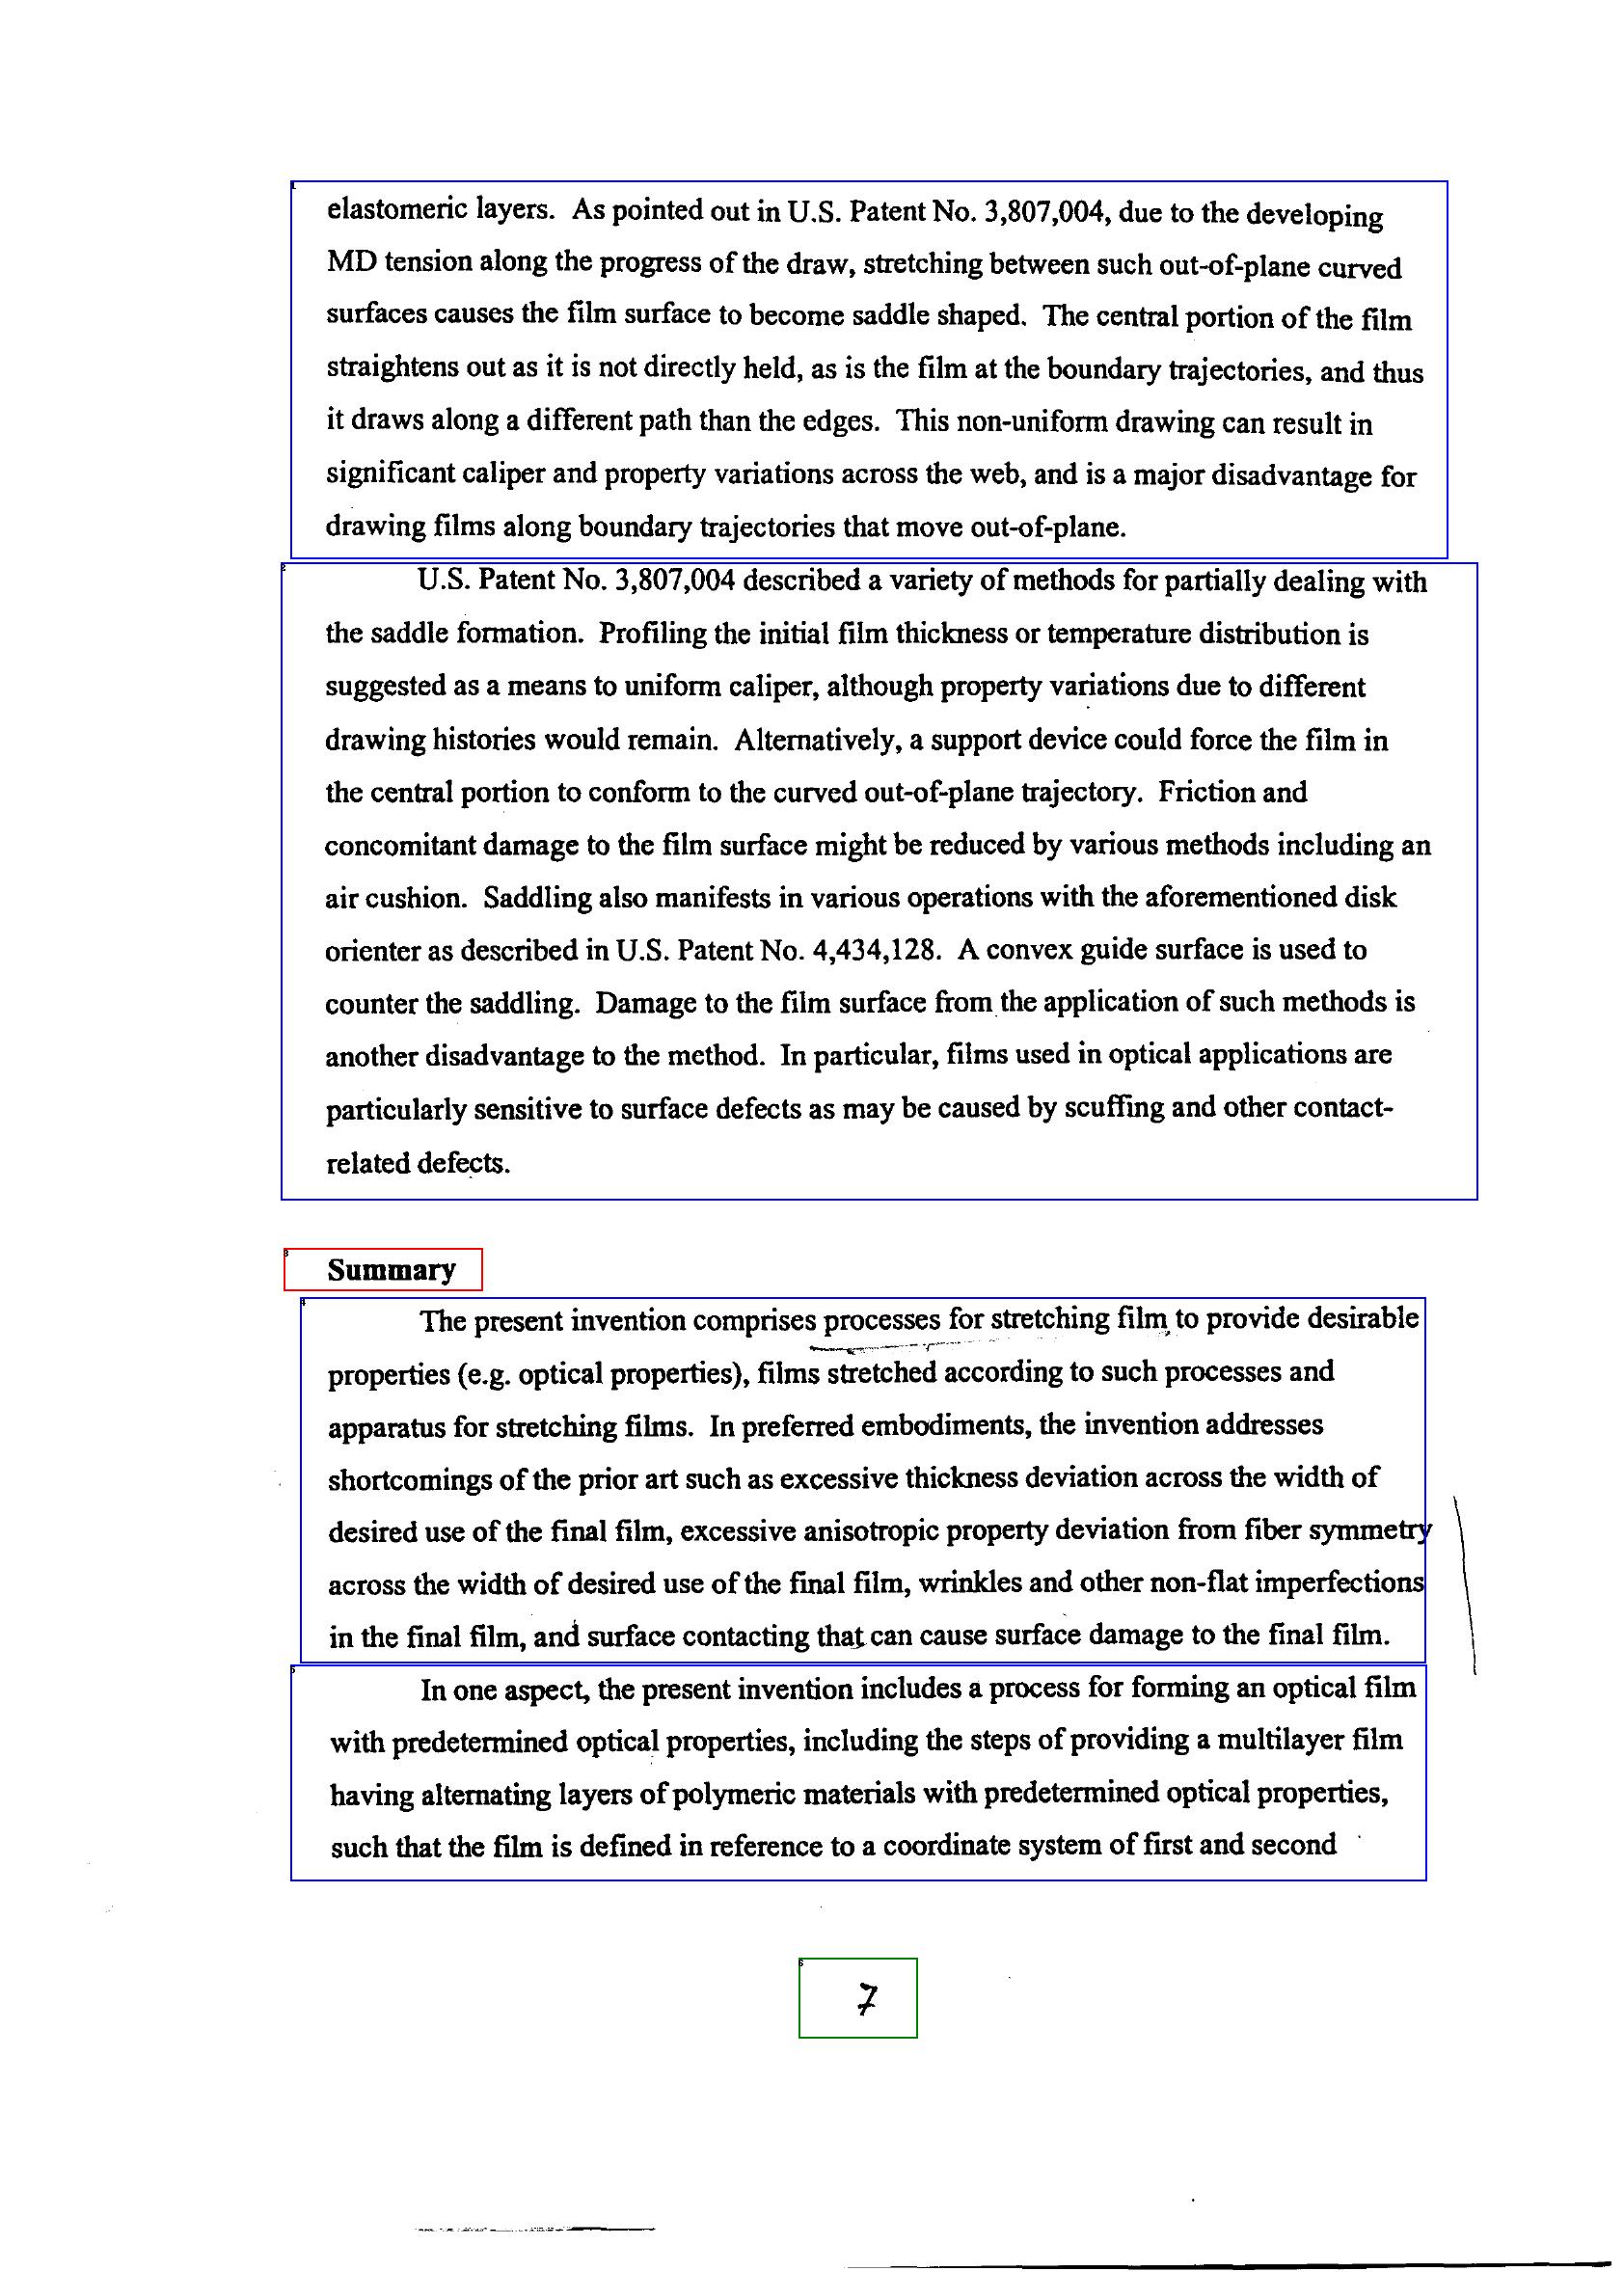 elastomeric layers. As pointed out in U.S. Patent No. 3,807,004, due to the developing
MD tension along the progress of the draw, stretching between such out-of-plane curved
surfaces causes the film surface to become saddle shaped. The central portion of the film
straightens out as it is not directly held, as is the film at the boundary trajectories, and thus
it draws along a different path than the edges. This non-uniform drawing can result in
significant caliper and property variations across the web, and is a major disadvantage for
drawing films along boundary trajectories that move out-of-plane.
U.S. Patent No. 3,807,004 described a variety of methods for partially dealing with
the saddle formation. Profiling the initial film thickness or temperature distribution is
suggested as a means to uniform caliper, although property variations due to different
drawing histories would remain. Alternatively, a support device could force the film in
the central portion to conform to the curved out-of-plane trajectory. Friction and
concomitant damage to the film surface might be reduced by various methods including an
air cushion. Saddling also manifests in various operations with the aforementioned disk
orienter as described in U.S. Patent No. 4,434,128. A convex guide surface is used to
counter the saddling. Damage to the film surface from the application of such methods is
another disadvantage to the method. In particular, films used in optical applications are
particularly sensitive to surface defects as may be caused by scuffing and other contact-
related defects.
Summary
The present invention comprises processes for stretching film to provide desirable
properties (e.g. optical properties), films stretched according to such processes and
apparatus for stretching films. In preferred embodiments, the invention addresses
shortcomings of the prior art such as excessive thickness deviation across the width of
desired use of the final film, excessive anisotropic property deviation from fiber symmetry
across the width of desired use of the final film, wrinkles and other non-flat imperfections
in the final film, and surface contacting that can cause surface damage to the final film.
In one aspect, the present invention includes a process for forming an optical film
with predetermined optical properties, including the steps of providing a multilayer film
having alternating layers of polymeric materials with predetermined optical properties,
such that the film is defined in reference to a coordinate system of first and second
7